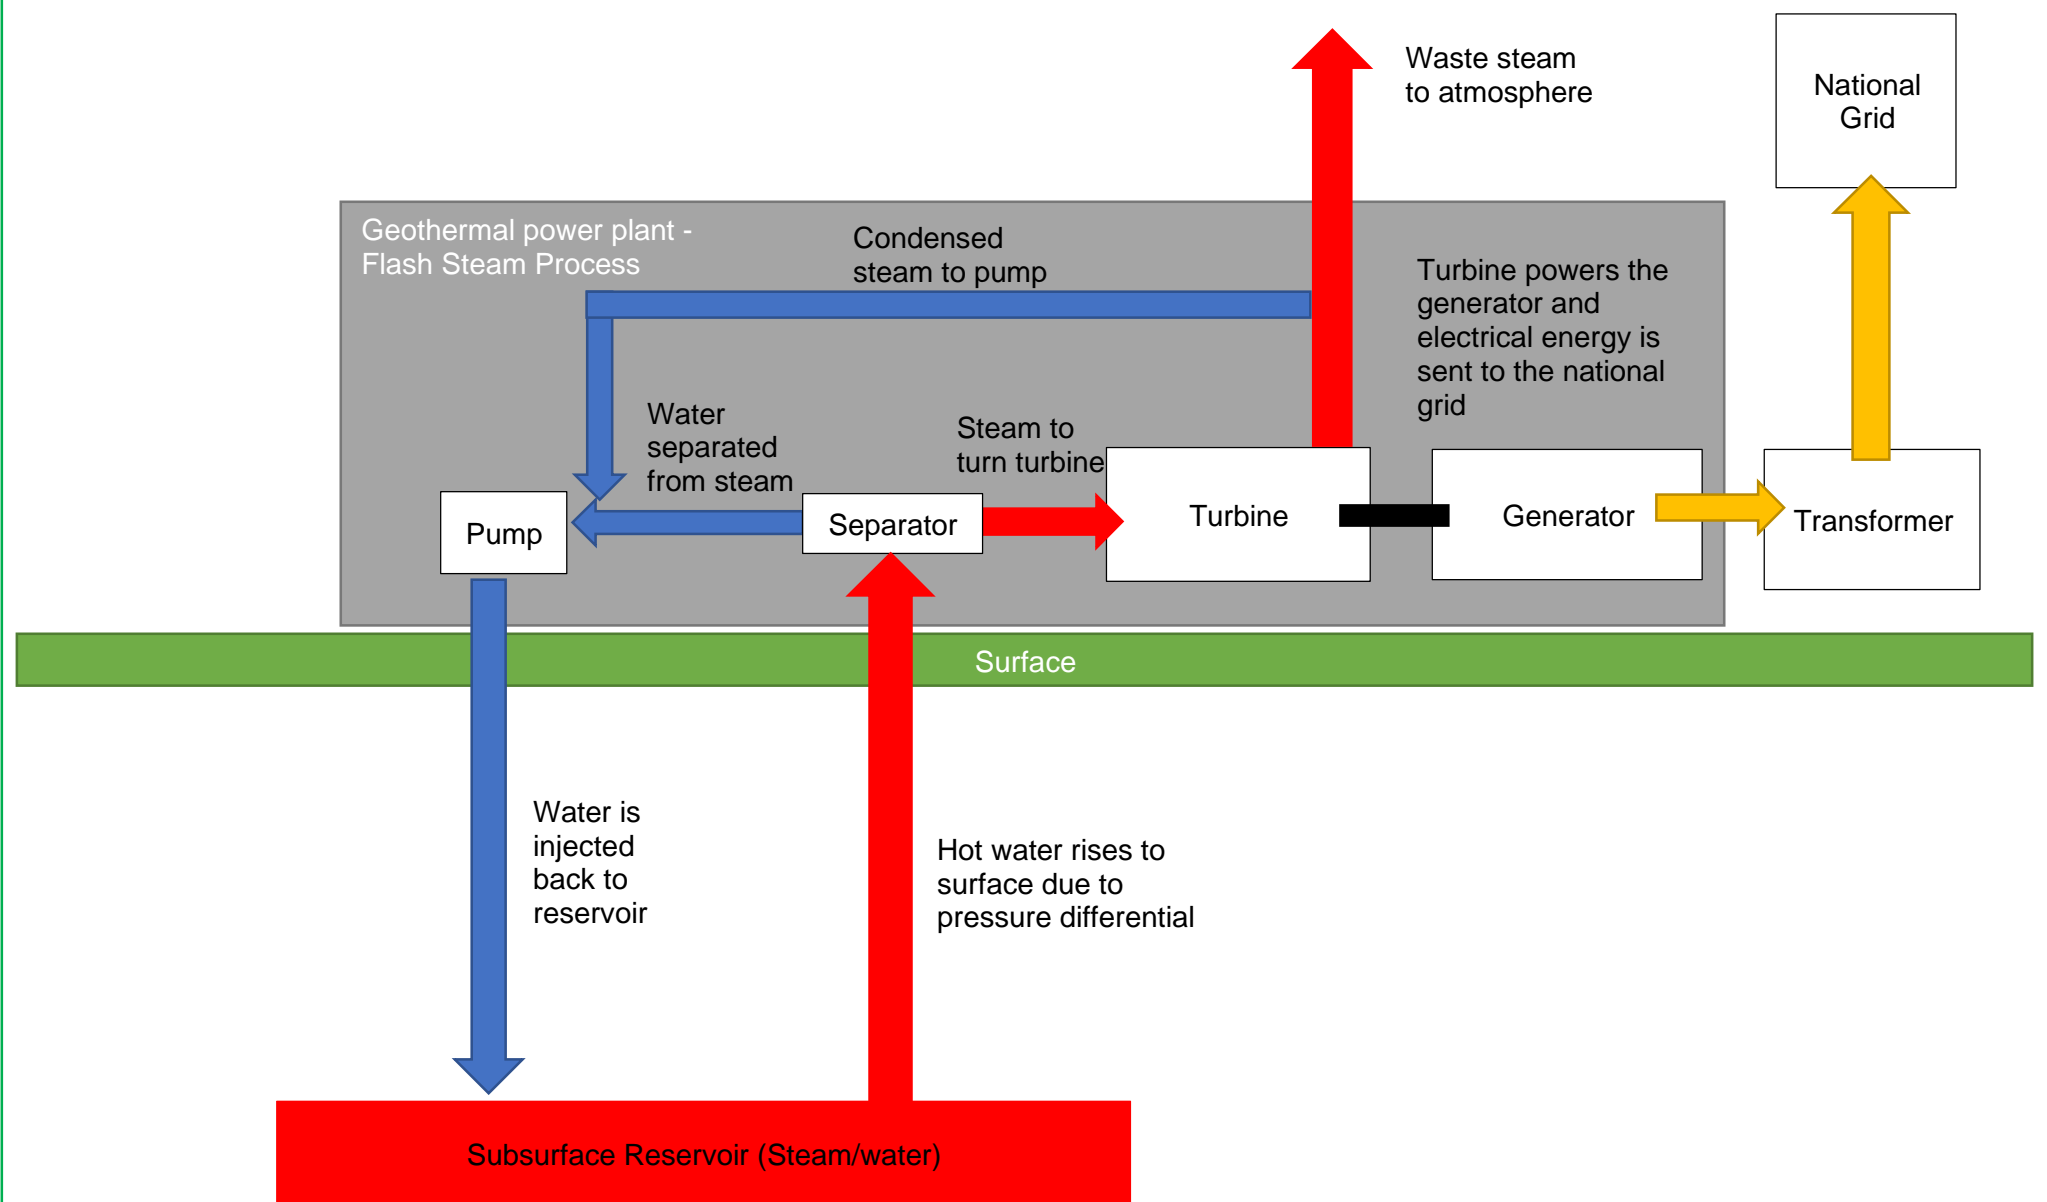 Waste steam
to atmosphere
National
Grid
Geothermal power plant -
Flash Steam Process
Condensed
steam to pump
Turbine powers the
generator and
electrical energy is
sent to the national
grid
Water
separated
from steam
Steam to
turn turbine
Pump
Separator
Turbine
Generator
Transformer
Surface
Water is
injected
back to
reservoir
Hot water rises to
surface due to
pressure differential
Subsurface Reservoir (Steam/water)